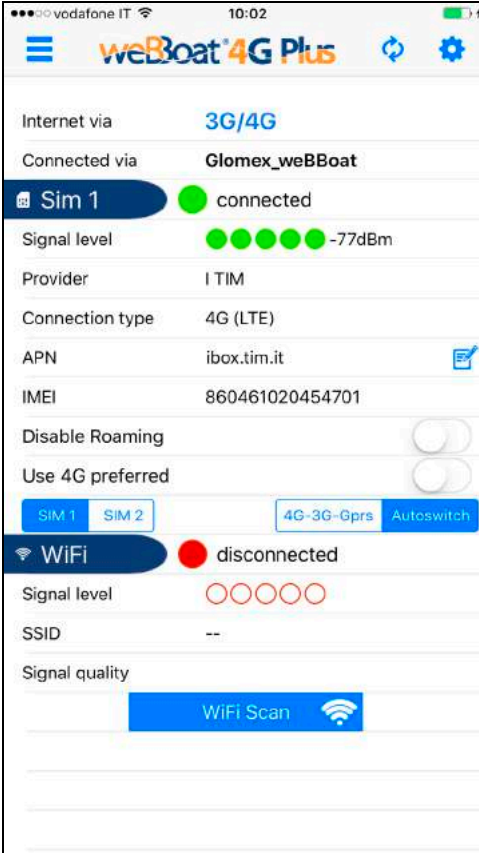 vodafone IT 10:02
weBBoat 4G Plus
Internet via 3G/4G
Connected via Glomex_weBBoat
Sim 1 connected
Signal level -77dBm
Provider I TIM
Connection type 4G (LTE)
APN ibox.tim.it
IMEI 860461020454701
Disable Roaming
Use 4G preferred
SIM 1 SIM 2 4G-3G-Gprs Autoswitch
WiFi disconnected
Signal level
SSID --
Signal quality
WiFi Scan